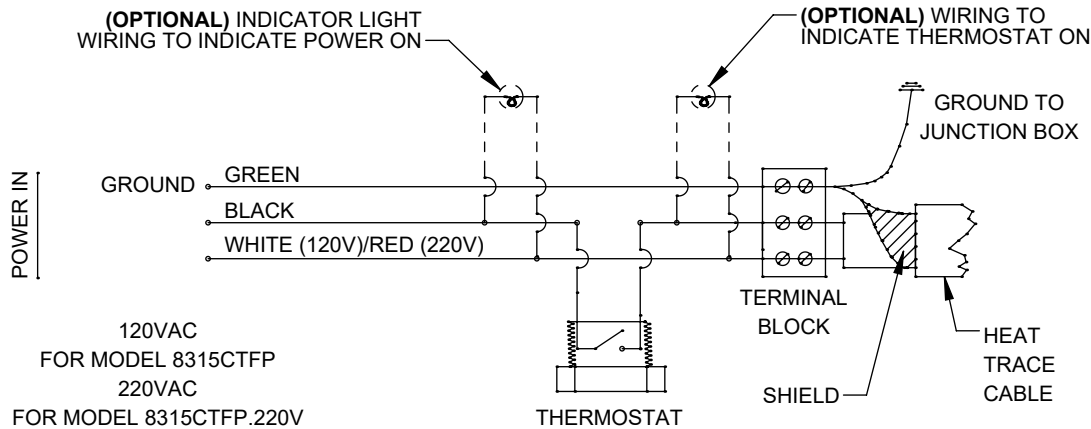 (OPTIONAL) INDICATOR LIGHT
WIRING TO INDICATE POWER ON
(OPTIONAL) WIRING TO
INDICATE THERMOSTAT ON
GROUND TO
JUNCTION BOX
POWER IN
GROUND
GREEN
BLACK
WHITE (120V)/RED (220V)
TERMINAL
BLOCK
HEAT
TRACE
CABLE
SHIELD
THERMOSTAT
120VAC
FOR MODEL 8315CTFP
220VAC
FOR MODEL 8315CTFP.220V